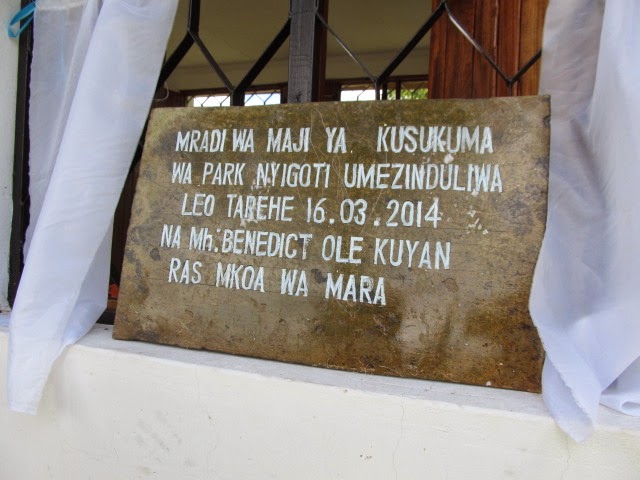 MRADI WA MAJI YA KUSUKUMA
WA PARK NYIGOTI UMEZINDULIWA
LEO TAREHE 16.03.2014
NA Mh: BENEDICT OLE KUYAN
RAS MKOA WA MARA